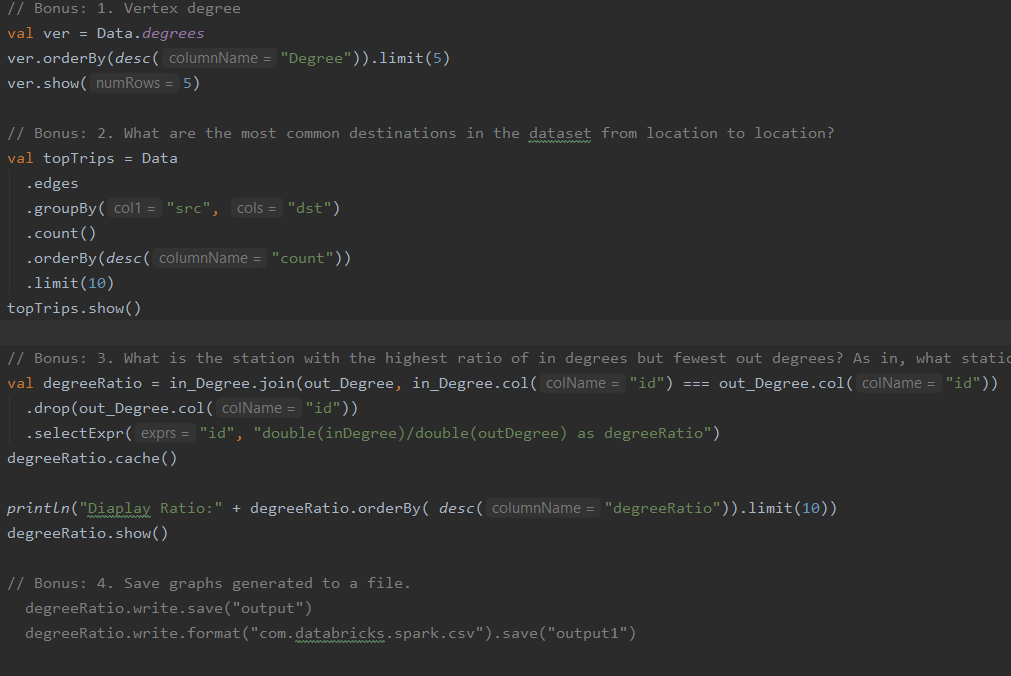 // Bonus: 1. Vertex degree
val ver = Data.degrees
ver.orderBy(desc( columnName = "Degree")).limit(5)
ver.show( numRows = 5)
// Bonus: 2. What are the most common destinations in the dataset from location to location?
val topTrips = Data
.edges
.groupBy( col1 = "src", cols = "dst")
.count()
.orderBy(desc( columnName = "count"))
.limit(10)
topTrips.show()
// Bonus: 3. What is the station with the highest ratio of in degrees but fewest out degrees? As in, what
val degreeRatio = in_Degree.join(out_Degree, in_Degree.col( colName = "id") === out_Degree.col( colName = "id"))
.drop(out_Degree.col( colName = "id"))
.selectExpr( exprs = "id", "double(inDegree)/double(outDegree) as degreeRatio")
degreeRatio.cache()
println("Diaplay Ratio:" + degreeRatio.orderBy( desc( columnName = "degreeRatio")).limit(10))
degreeRatio.show()
// Bonus: 4. Save graphs generated to a file.
degreeRatio.write.save("output")
degreeRatio.write.format("com.databricks.spark.csv").save("output1")